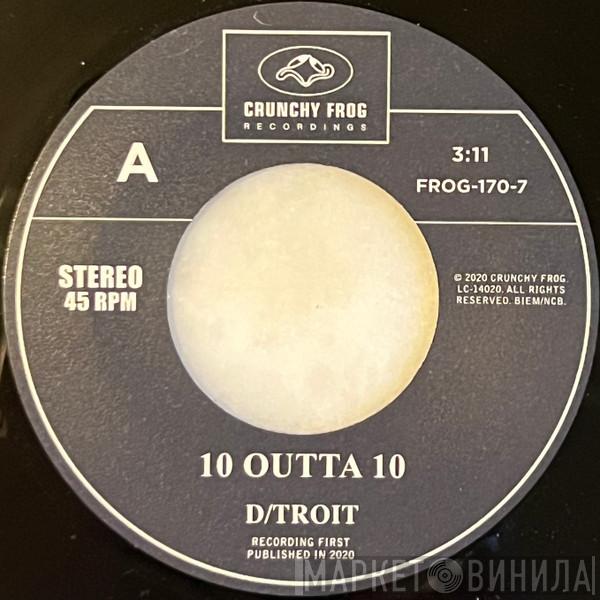 CRUNCHY FROG
RECORDINGS
A
3:11
FROG-170-7
STEREO
45 RPM
© 2020 CRUNCHY FROG.
LC-14020. ALL RIGHTS
RESERVED. BIEM/NCB.
10 OUTTA 10
D/TROIT
RECORDING FIRST
PUBLISHED IN 2020
МАРКЕТ ВИНИЛА